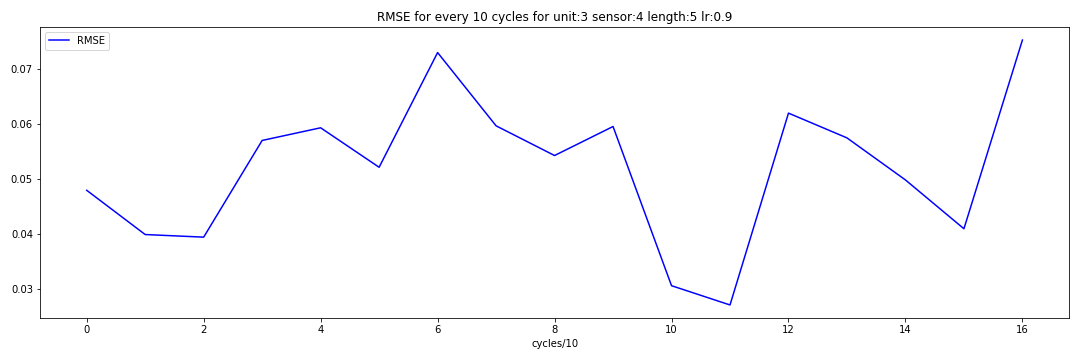 RMSE for every 10 cycles for unit:3 sensor:4 length:5 lr:0.9
RMSE
0.07
0.06
0.05
0.04
0.03
0 2 4 6 8 10 12 14 16
cycles/10